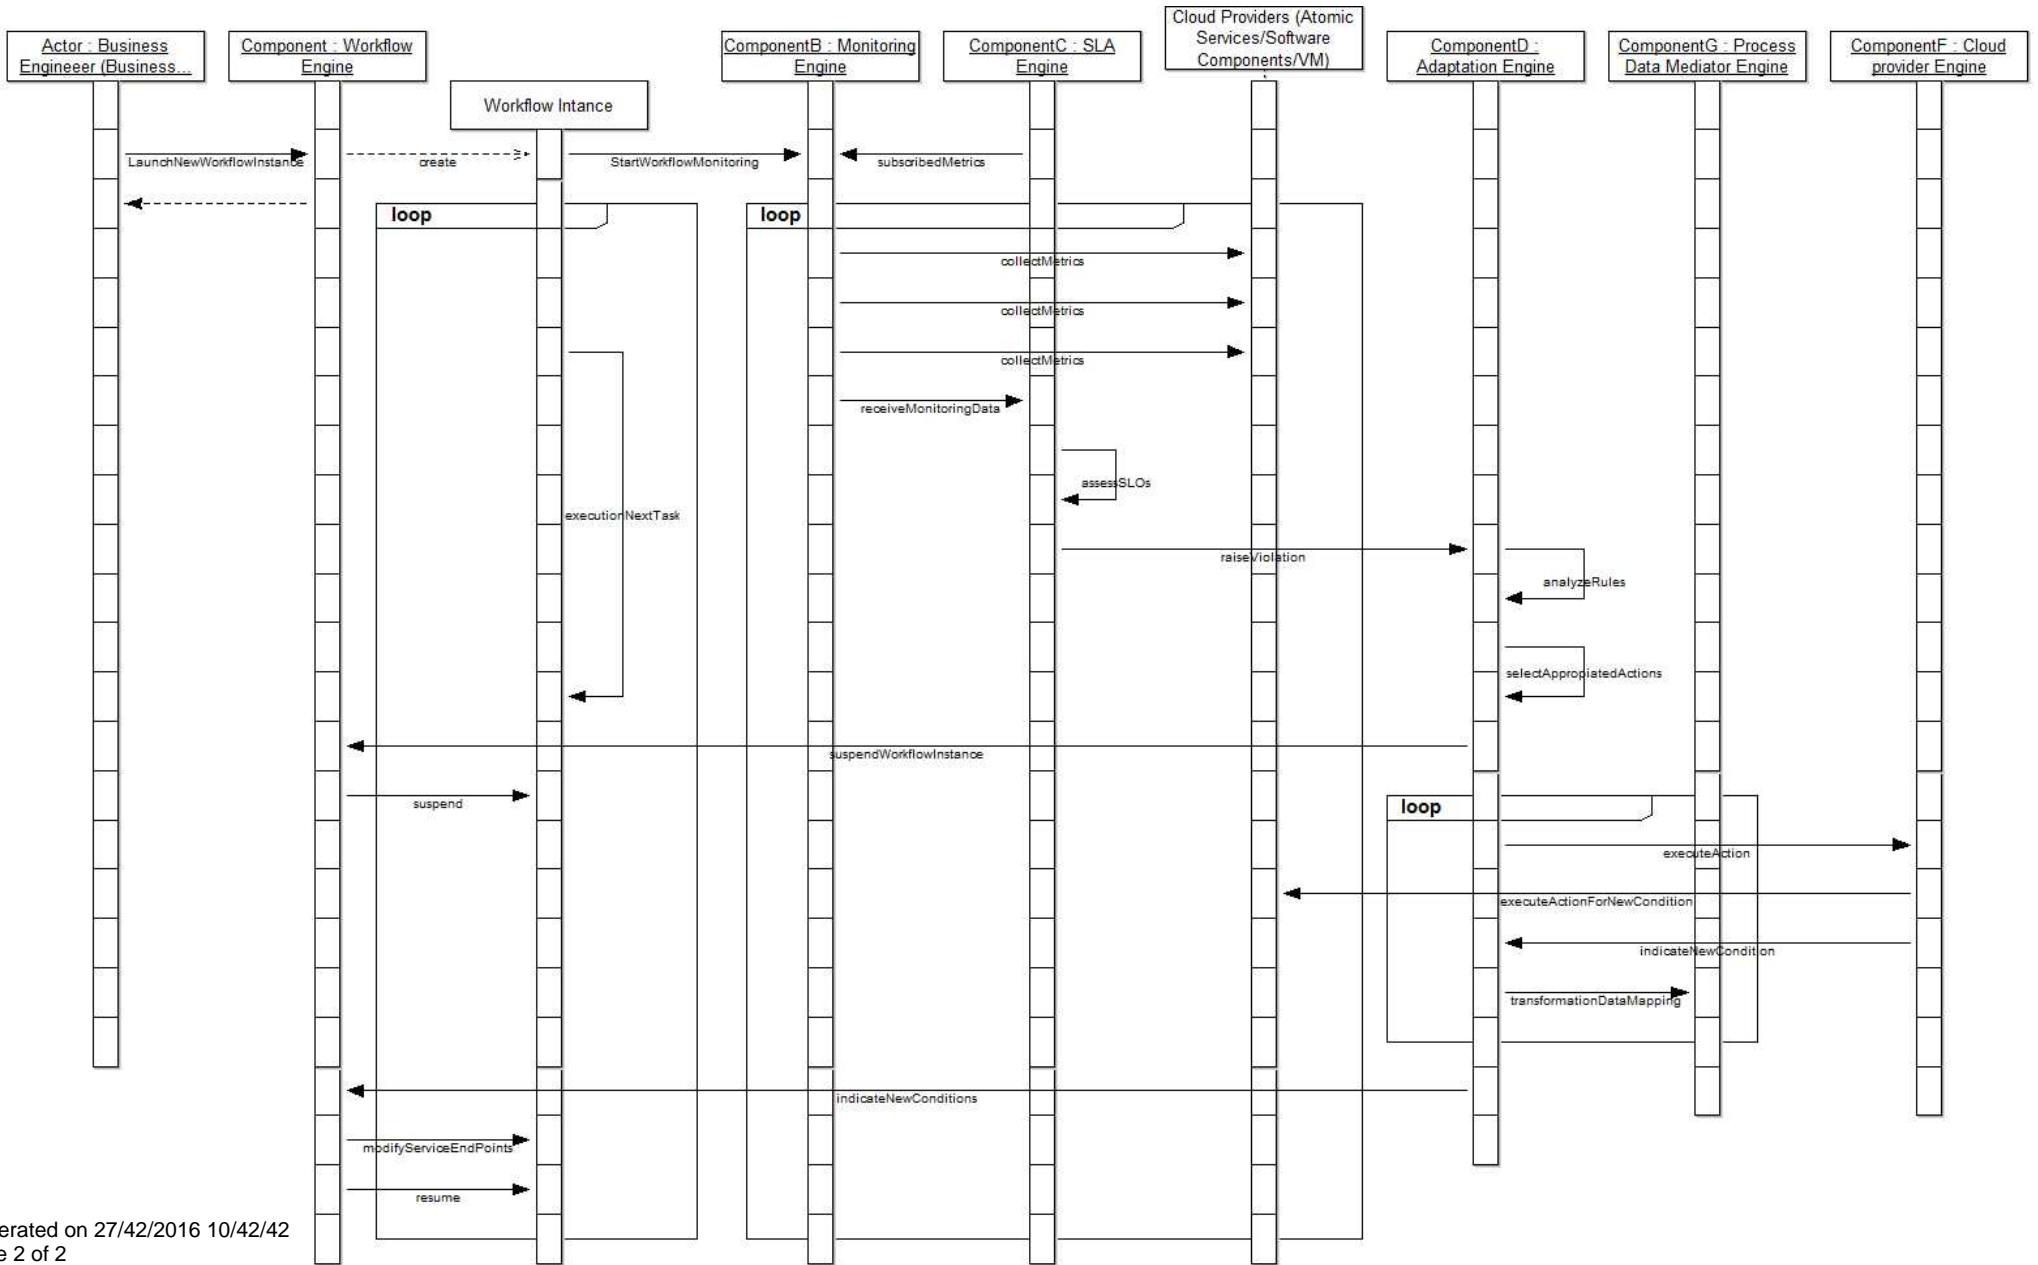 Actor : Business
Engineeer (Business...
Component : Workflow
Engine
Workflow Intance
ComponentB : Monitoring
Engine
ComponentC : SLA
Engine
Cloud Providers (Atomic
Services/Software
Components/VM)
ComponentD :
Adaptation Engine
ComponentG : Process
Data Mediator Engine
ComponentF : Cloud
provider Engine
LaunchNewWorkflowInstance
create
StartWorkflowMonitoring
subscribedMetrics
loop
loop
collectMetrics
collectMetrics
collectMetrics
receiveMonitoringData
assessSLOs
executionNextTask
raiseViolation
analyzeRules
selectAppropiatedActions
suspendWorkflowInstance
suspend
loop
executeAction
executeActionForNewCondition
indicateNewCondition
transformationDataMapping
indicateNewConditions
modifyServiceEndPoints
resume
erated on 27/42/2016 10/42/42
e 2 of 2